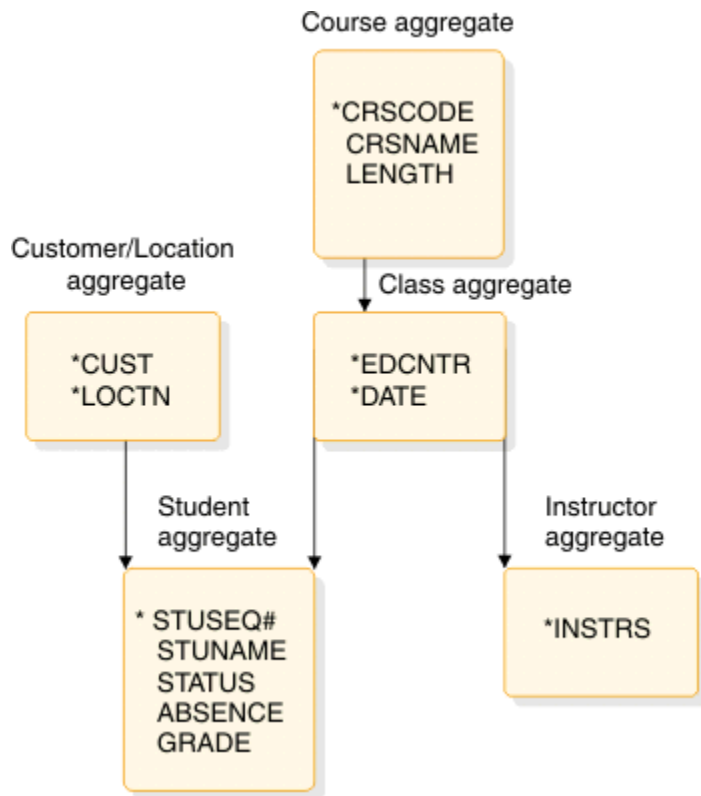 Course aggregate
*CRSCODE
CRSNAME
LENGTH
Customer/Location
aggregate
Class aggregate
*CUST
*LOCTN
*EDCNTR
*DATE
Student
aggregate
Instructor
aggregate
* STUSEQ#
STUNAME
STATUS
ABSENCE
GRADE
*INSTRS